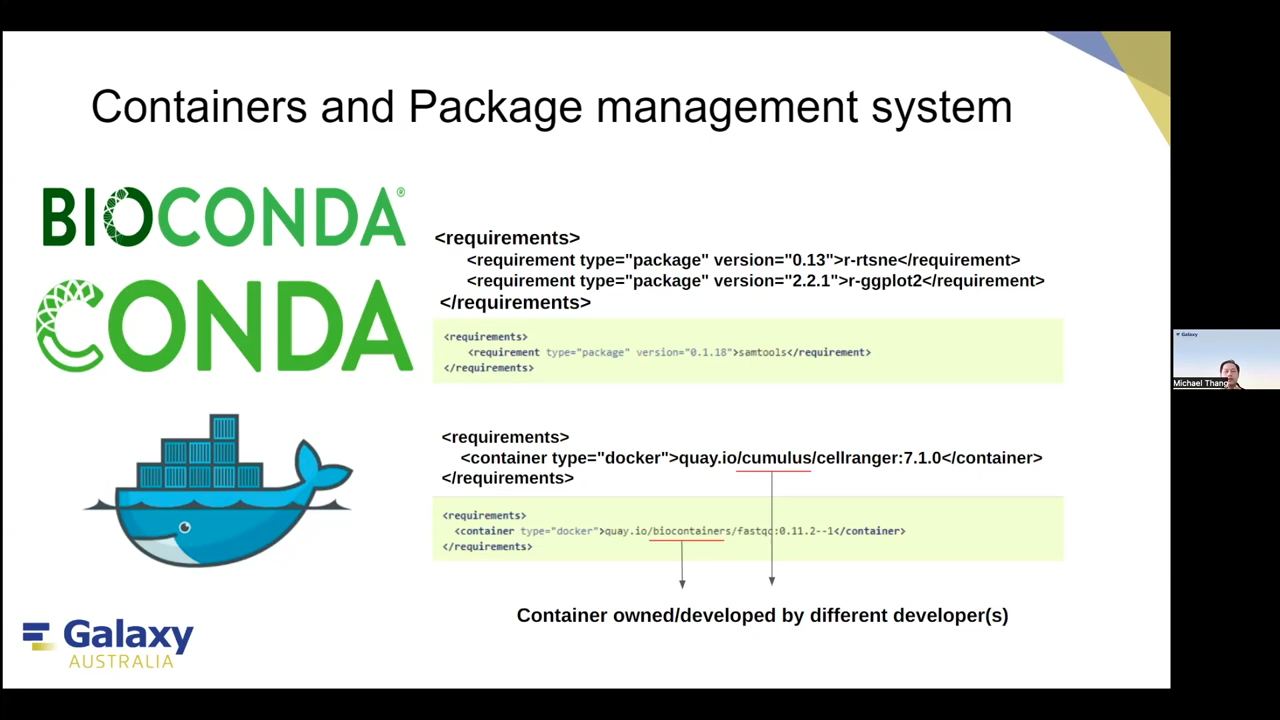 Containers and Package management system
BIOCONDA®
CONDA
<requirements>
<requirement type="package" version="0.13">r-rtsne</requirement>
<requirement type="package" version="2.2.1">r-ggplot2</requirement>
</requirements>
<requirements>
<requirement type="package" version="0.1.18">samtools</requirement>
</requirements>
<requirements>
<container type="docker">quay.io/cumulus/cellranger:7.1.0</container>
</requirements>
<requirements>
<container type="docker">quay.io/biocontainers/fastqc:0.11.2--1</container>
</requirements>
Container owned/developed by different developer(s)
Galaxy
AUSTRALIA
Galaxy
Michael Thang